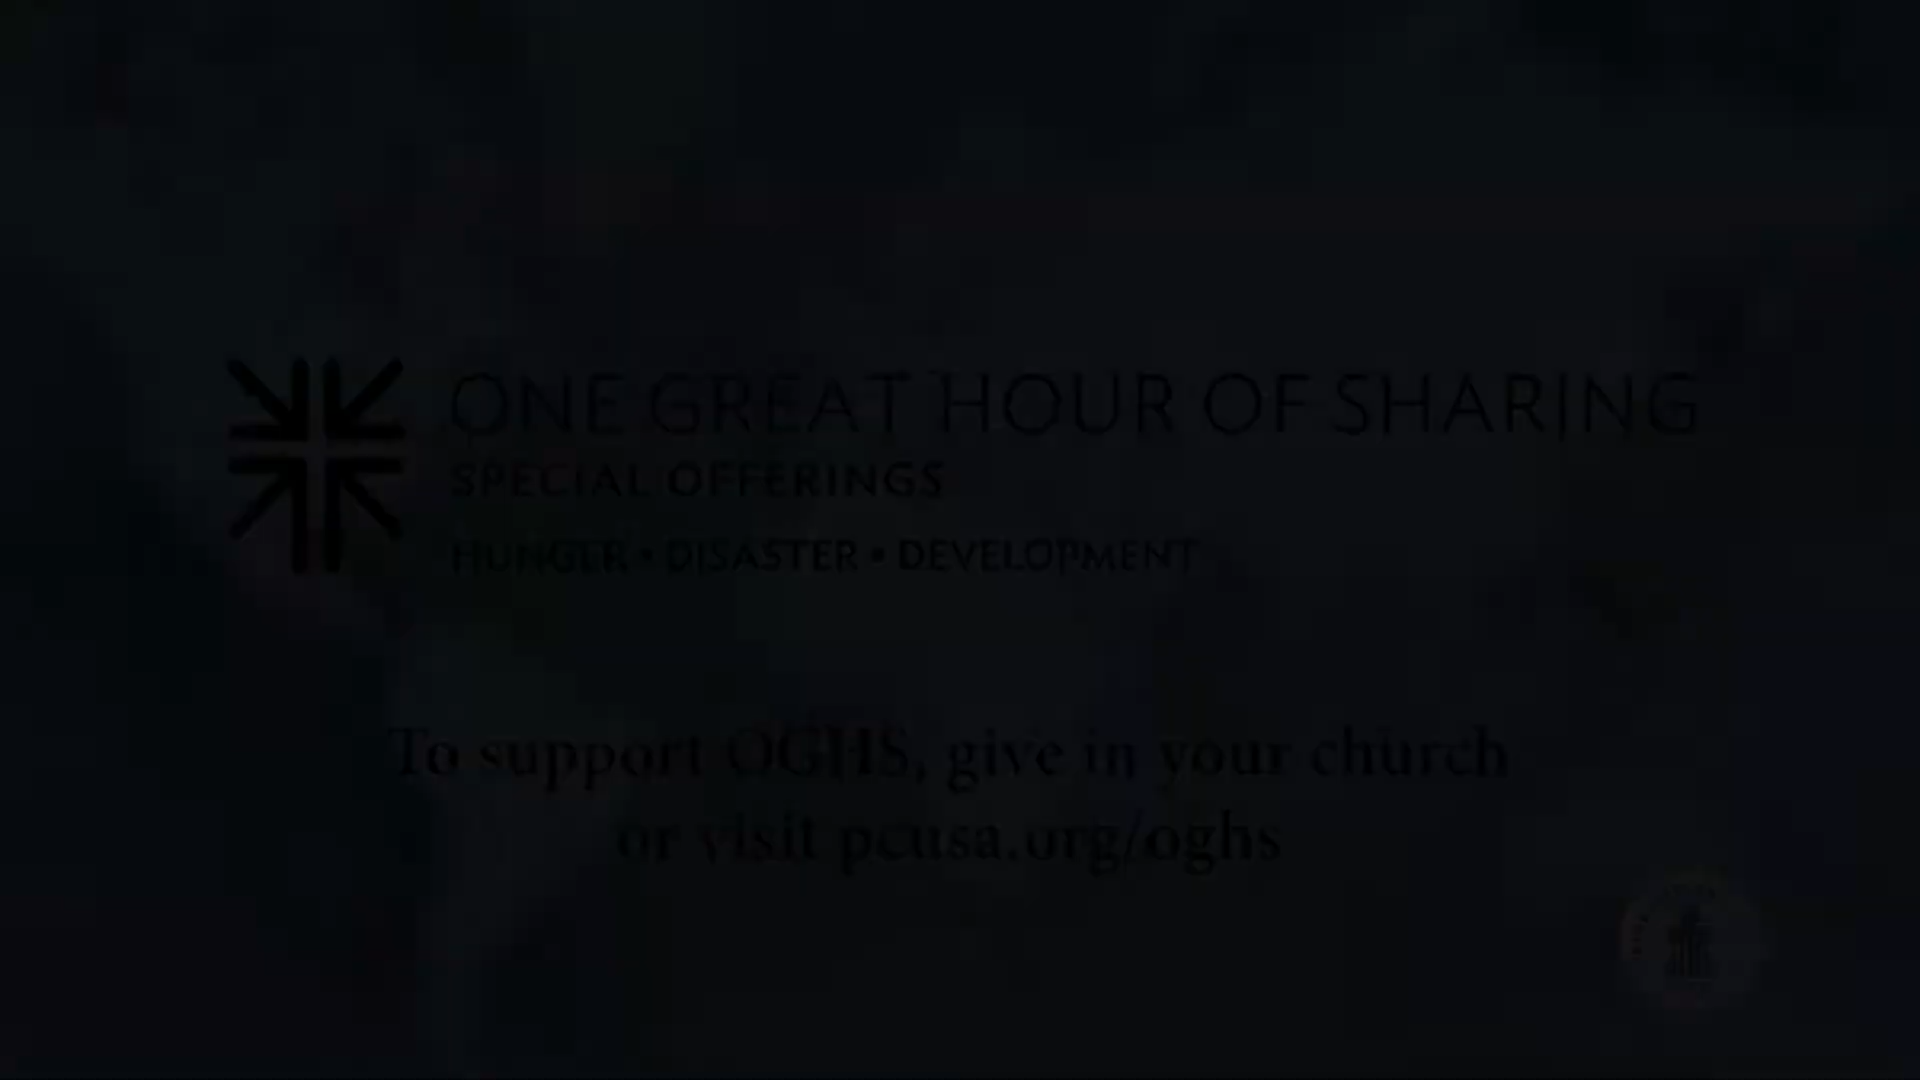 ONE GREAT HOUR OF SHARING
SPECIAL OFFERINGS
HUNGER • DISASTER • DEVELOPMENT
To support OGHS, give in your church
or visit pcusa.org/oghs